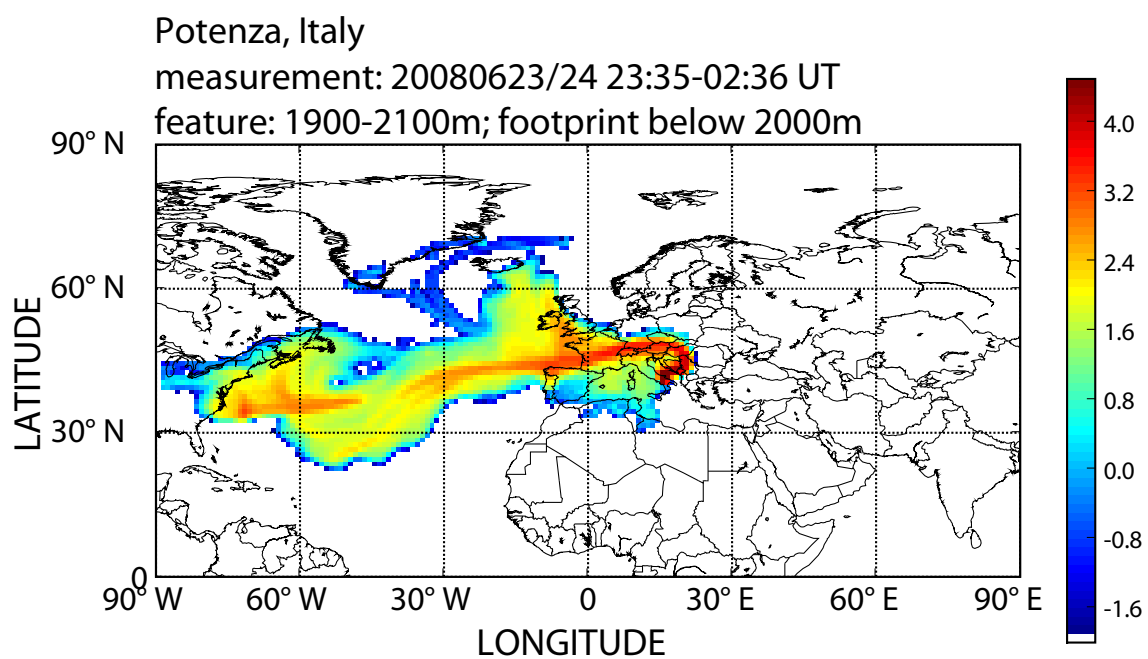 Potenza, Italy
measurement: 20080623/24 23:35-02:36 UT
feature: 1900-2100m; footprint below 2000m
90° N
60° N
30° N
0
LATITUDE
90° W
60° W
30° W
0
30° E
60° E
90° E
LONGITUDE
4.0
3.2
2.4
1.6
0.8
0.0
-0.8
-1.6